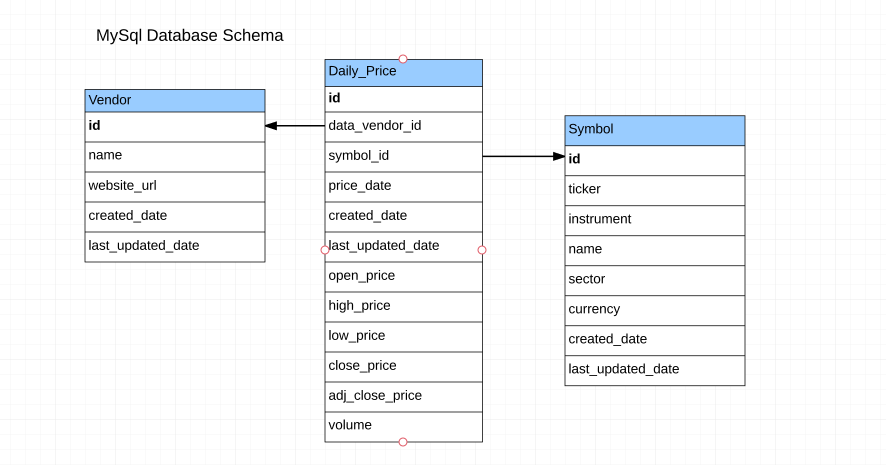 MySql Database Schema
Vendor
id
name
website_url
created_date
last_updated_date
Daily_Price
id
data_vendor_id
symbol_id
price_date
created_date
last_updated_date
open_price
high_price
low_price
close_price
adj_close_price
volume
Symbol
id
ticker
instrument
name
sector
currency
created_date
last_updated_date